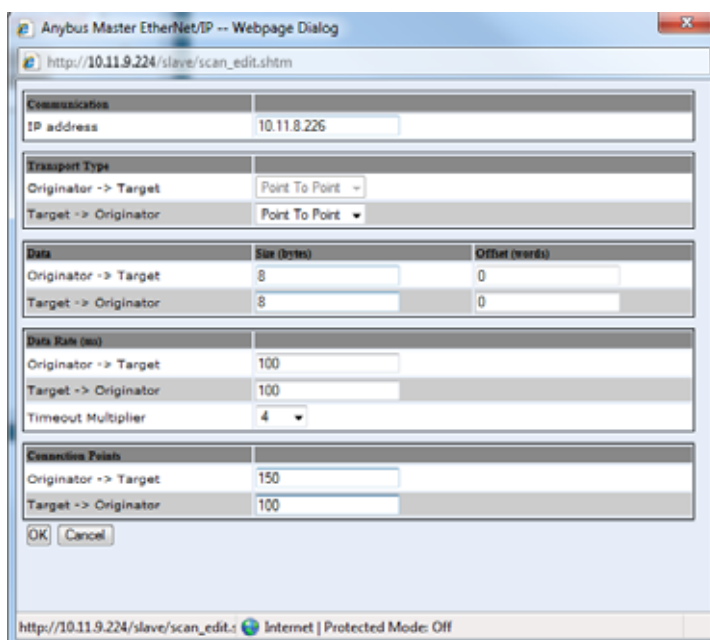 Anybus Master EtherNet/IP -- Webpage Dialog
http://10.11.9.224/slave/scan_edit.shtm
Communication
IP address 10.11.8.226
Transport Type
Originator -> Target Point To Point
Target -> Originator Point To Point
Data Size (bytes) Offset (words)
Originator -> Target 8 0
Target -> Originator 8 0
Data Rate (ms)
Originator -> Target 100
Target -> Originator 100
Timeout Multiplier 4
Connection Points
Originator -> Target 150
Target -> Originator 100
OK Cancel
http://10.11.9.224/slave/scan_edit.s Internet | Protected Mode: Off